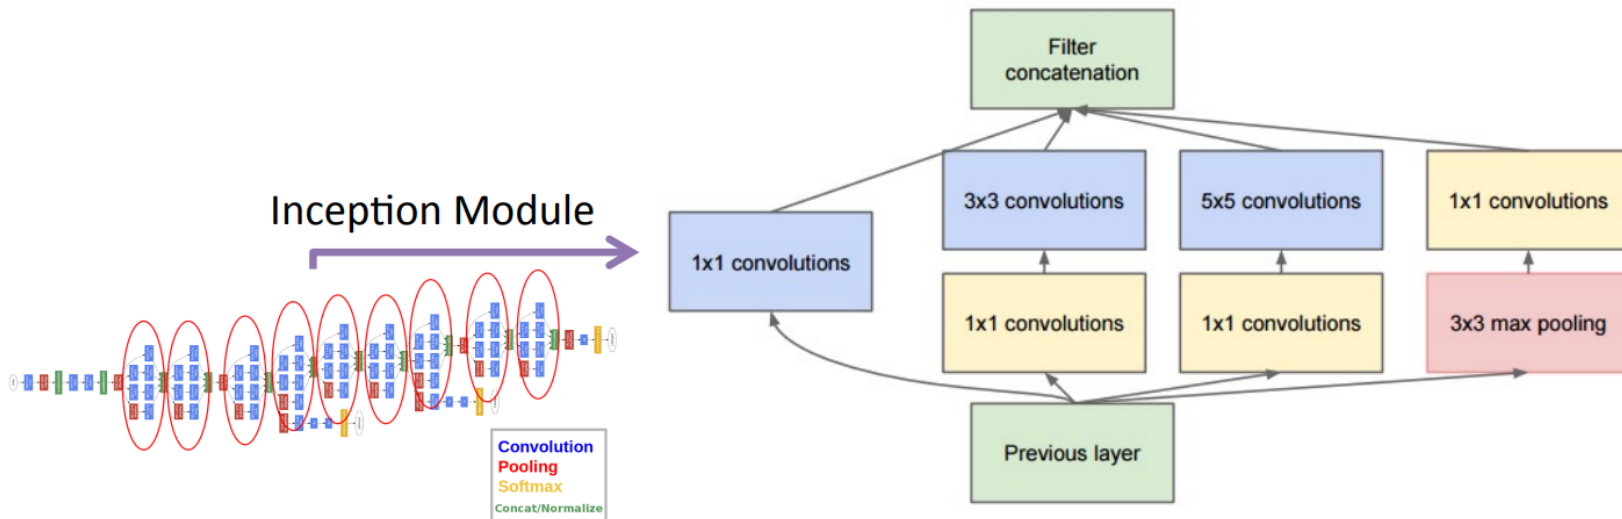 Inception Module
Convolution
Pooling
Softmax
Concat/Normalize
Filter
concatenation
1x1 convolutions
3x3 convolutions
5x5 convolutions
1x1 convolutions
1x1 convolutions
1x1 convolutions
3x3 max pooling
Previous layer